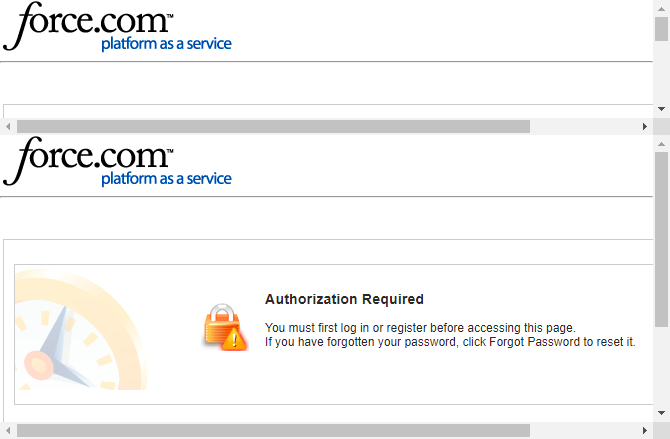 force.com™
platform as a service
force.com™
platform as a service
Authorization Required
You must first log in or register before accessing this page.
If you have forgotten your password, click Forgot Password to reset it.